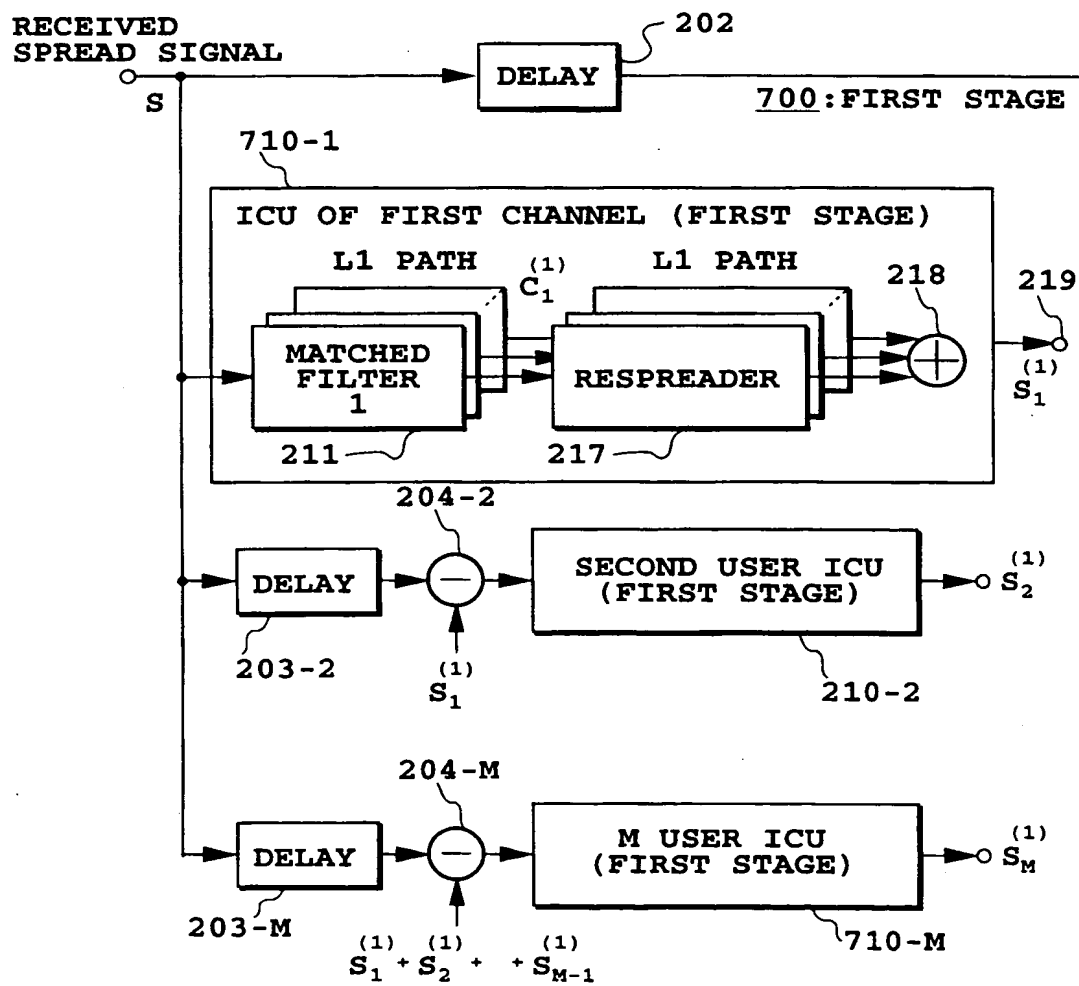 RECEIVED
SPREAD SIGNAL
S
DELAY
202
700:FIRST STAGE
710-1
ICU OF FIRST CHANNEL (FIRST STAGE)
L1 PATH
C₁⁽¹⁾
L1 PATH
218
219
MATCHED
FILTER
1
RESPREADER
S₁⁽¹⁾
211
217
204-2
DELAY
SECOND USER ICU
(FIRST STAGE)
S₂⁽¹⁾
203-2
S₁⁽¹⁾
210-2
204-M
DELAY
M USER ICU
(FIRST STAGE)
S_M⁽¹⁾
203-M
710-M
S₁⁽¹⁾ + S₂⁽¹⁾ + + S_{M-1}⁽¹⁾